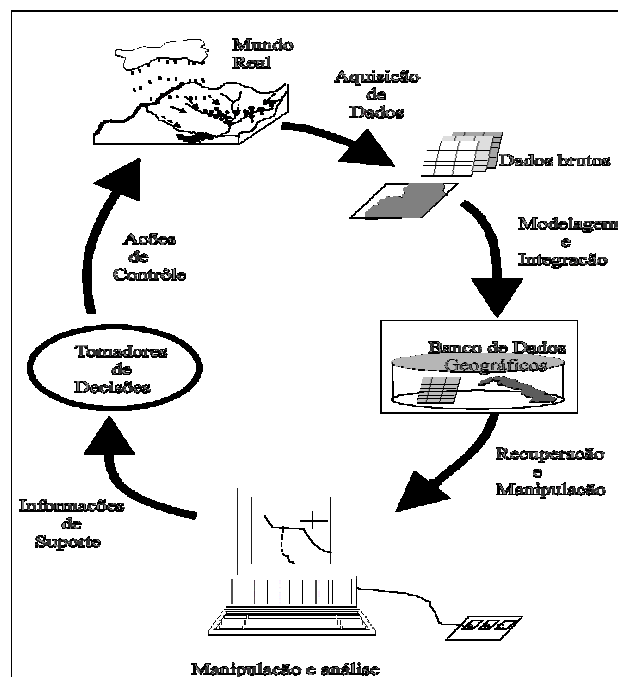 Mundo
Real
Aquisição
de
Dados
Dados brutos
Modelagem
e
Integração
Banco de Dados
Geográficos
Recuperação
e
Manipulação
Manipulação e análise
Informações
de
Suporte
Tomadores
de
Decisões
Ações
de
Contrôle